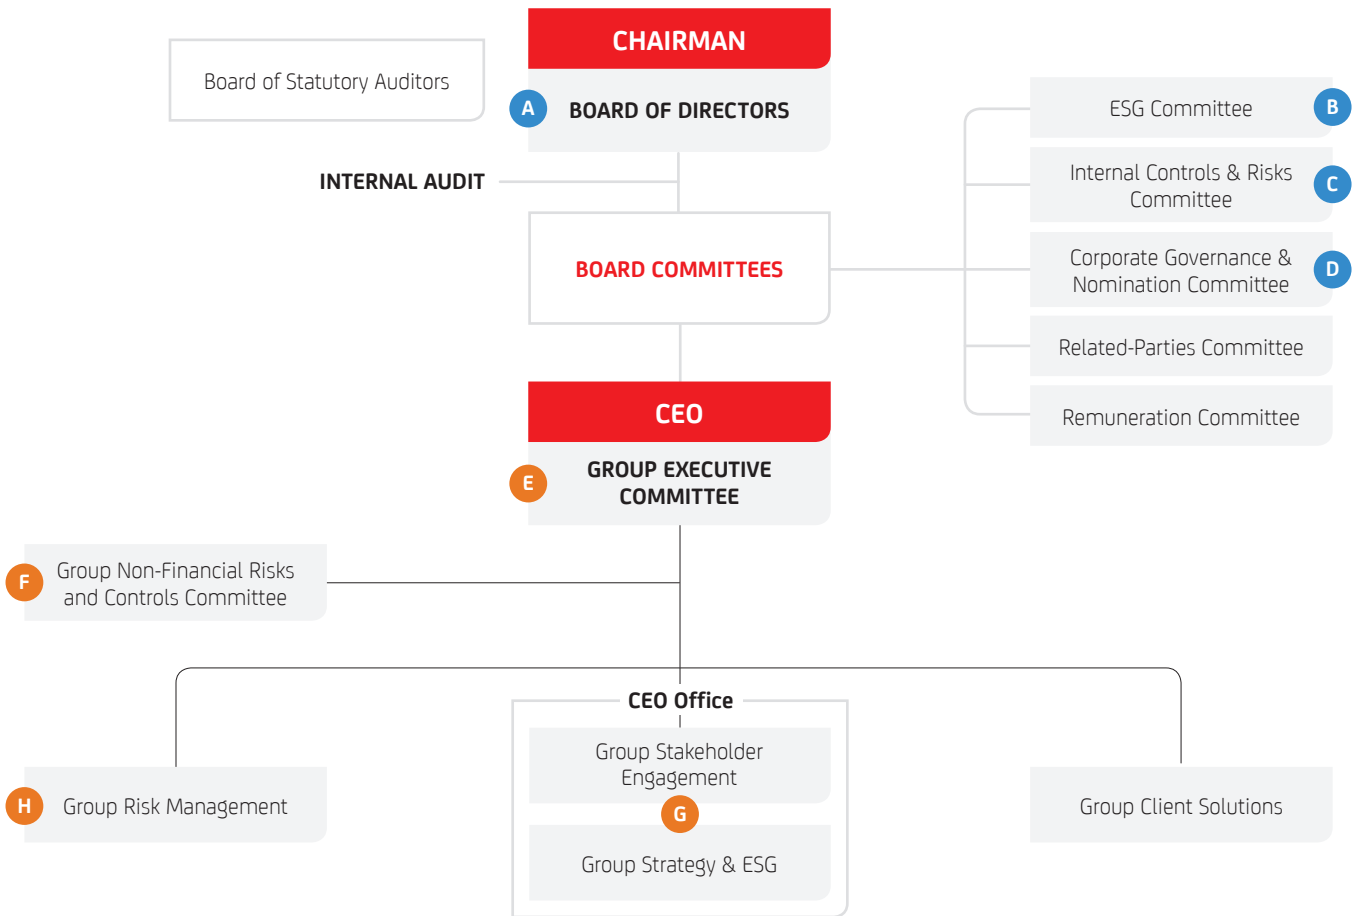 CHAIRMAN
Board of Statutory Auditors
A
BOARD OF DIRECTORS
ESG Committee
B
INTERNAL AUDIT
Internal Controls & Risks
Committee
C
BOARD COMMITTEES
Corporate Governance &
Nomination Committee
D
Related-Parties Committee
Remuneration Committee
CEO
E
GROUP EXECUTIVE
COMMITTEE
F
Group Non-Financial Risks
and Controls Committee
CEO Office
Group Stakeholder
Engagement
G
Group Strategy & ESG
H
Group Risk Management
Group Client Solutions